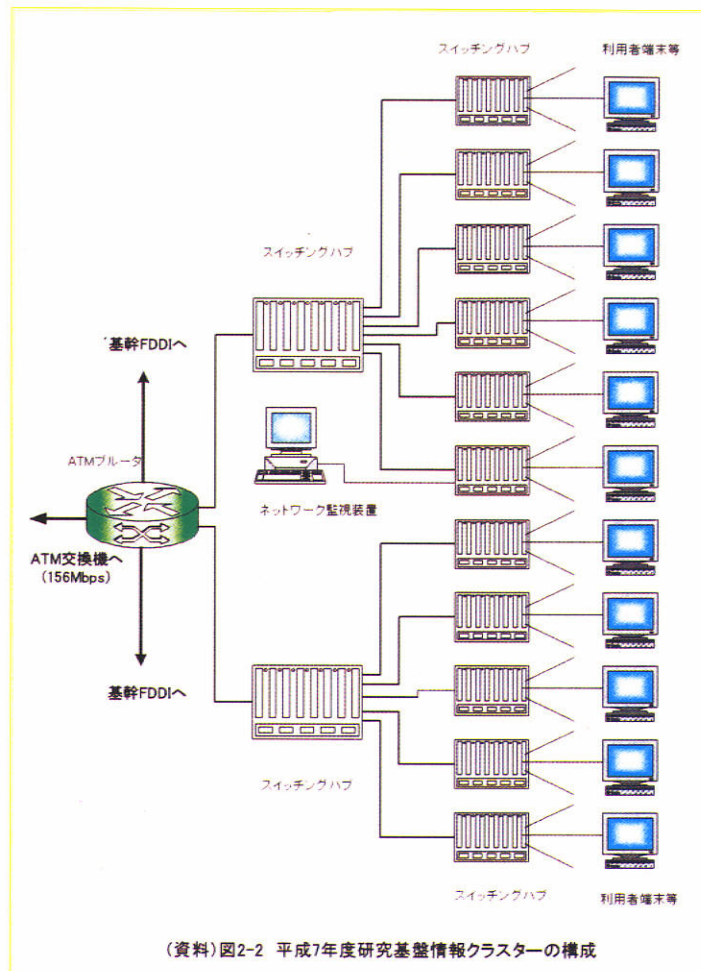 スイッチングハブ
利用者端末等
スイッチングハブ
基幹FDDIへ
ATMブルータ
ネットワーク監視装置
ATM交換機へ
(156Mbps)
基幹FDDIへ
スイッチングハブ
スイッチングハブ
利用者端末等
(資料)図2-2 平成7年度研究基盤情報クラスターの構成